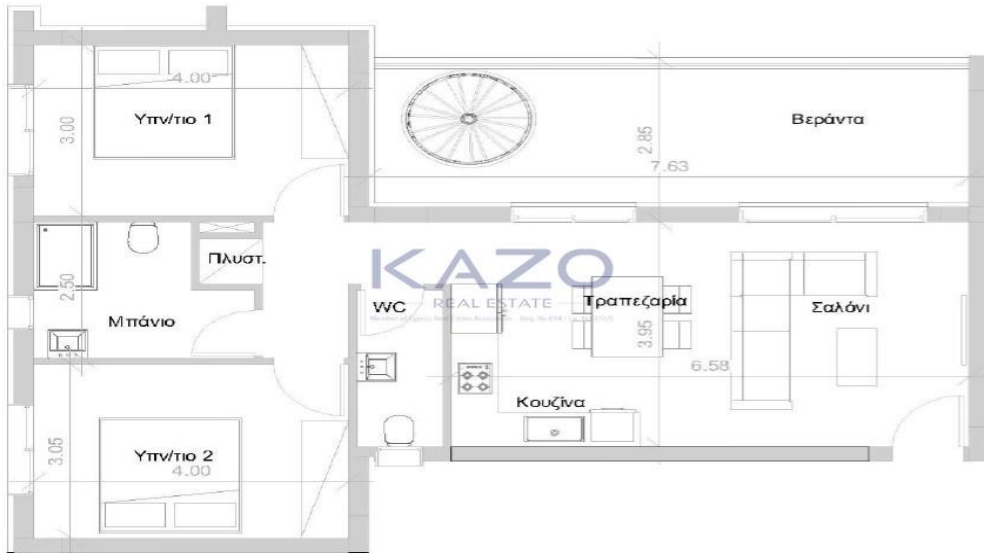 4.00
Υπν/τιο 1
3.00
Βεράντα
2.85
7.63
Πλυστ.
2.50
Μπάνιο
KAZO
REAL ESTATE
WC
Τραπεζαρία
Σαλόνι
3.95
6.58
Κουζίνα
Υπν/τιο 2
3.05
4.00